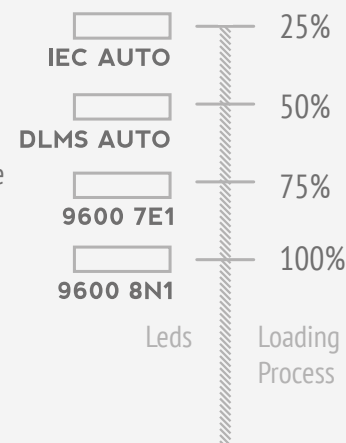 25%
IEC AUTO
50%
DLMS AUTO
e
75%
9600 7E1
100%
9600 8N1
Leds
Loading
Process